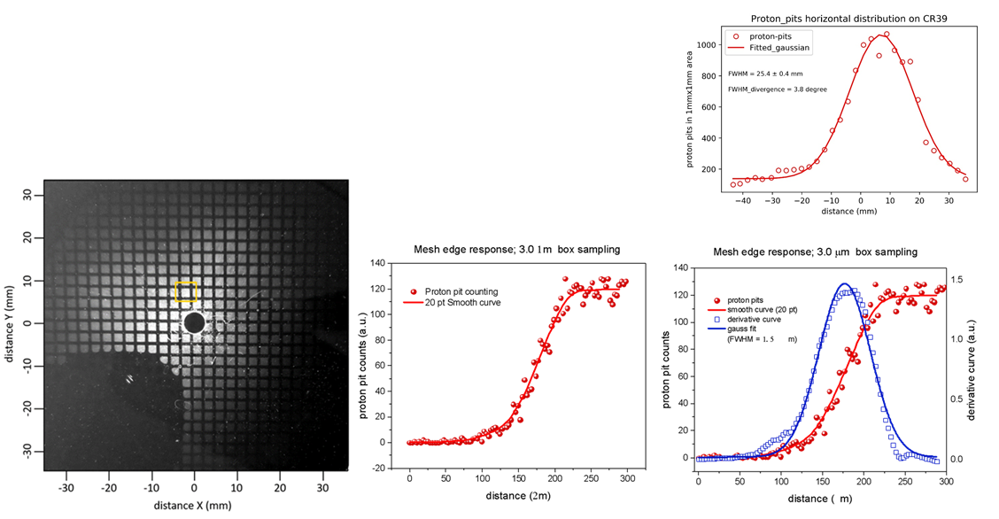 Proton_pits horizontal distribution on CR39
proton pits in 1mmx1mm area
1000
800
600
400
200
proton-pits
Fitted_gaussian
FWHM = 25.4 ± 0.4 mm
FWHM_divergence = 3.8 degree
−40 −30 −20 −10 0 10 20 30
distance (mm)
distance Y (mm)
30
20
10
0
-10
-20
-30
-30 -20 -10 0 10 20 30
distance X (mm)
Mesh edge response; 3.0 1m box sampling
proton pit counts (a.u.)
140
120
100
80
60
40
20
0
-20
Proton pit counting
20 pt Smooth curve
0 50 100 150 200 250 300
distance (2m)
Mesh edge response; 3.0 μm box sampling
proton pit counts
140
120
100
80
60
40
20
0
proton pits
smooth curve (20 pt)
derivative curve
gauss fit
(FWHM = 1. 5 m)
1.5
1.0
0.5
0.0
derivative curve (a.u.)
0 50 100 150 200 250 300
distance ( m)